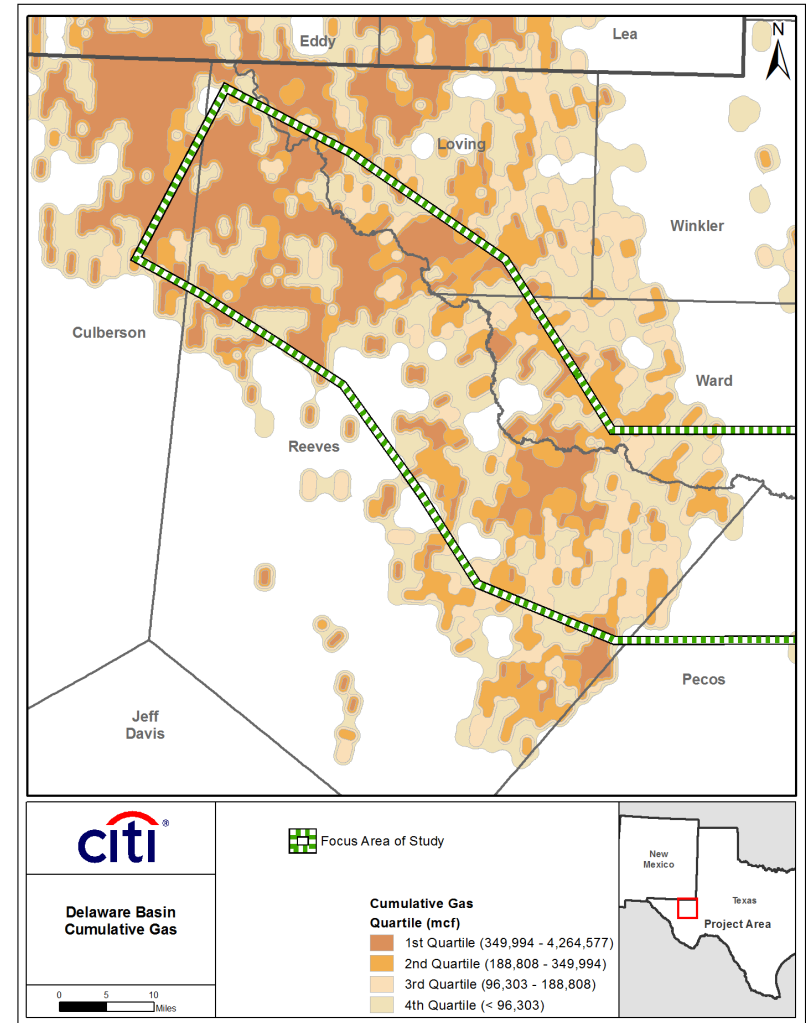 Eddy
Lea
N
Loving
Winkler
Culberson
Ward
Reeves
Pecos
Jeff
Davis
citi®
Delaware Basin
Cumulative Gas
0 5 10
Miles
Focus Area of Study
Cumulative Gas
Quartile (mcf)
1st Quartile (349,994 - 4,264,577)
2nd Quartile (188,808 - 349,994)
3rd Quartile (96,303 - 188,808)
4th Quartile (< 96,303)
New
Mexico
Texas
Project Area